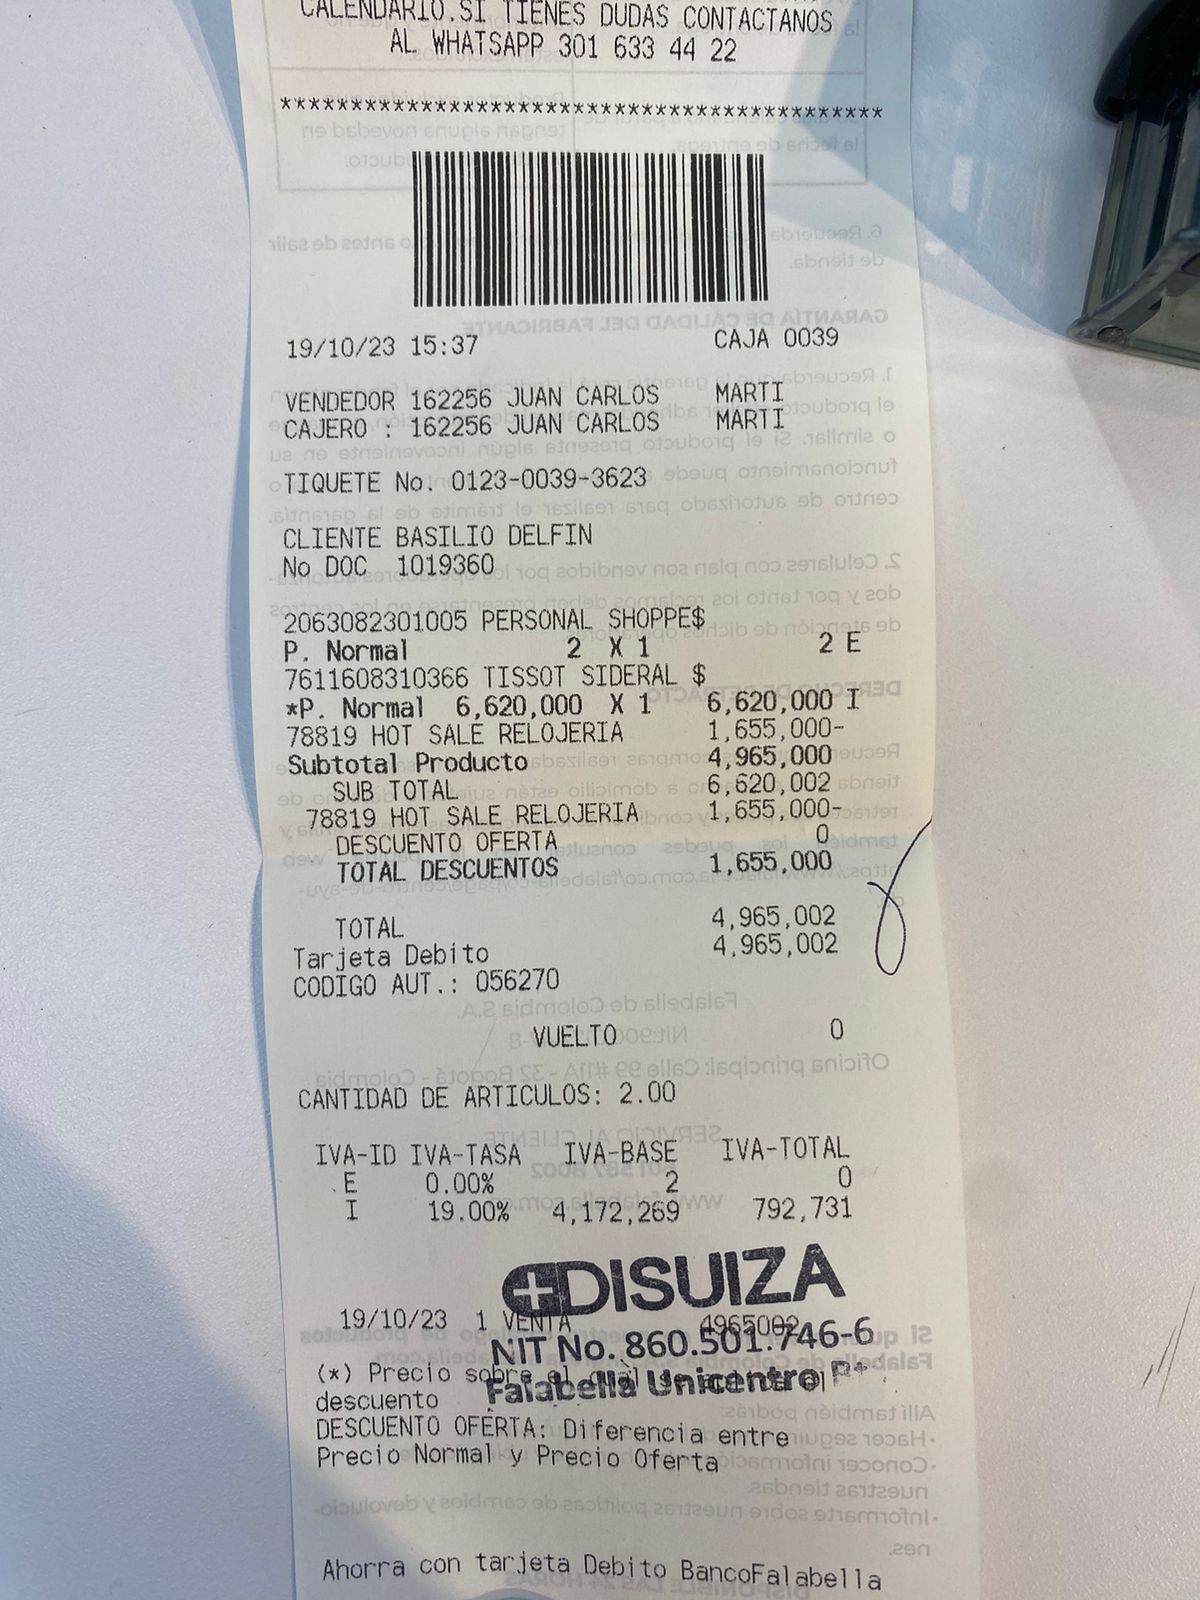 CALENDARIO.SI TIENES DUDAS CONTACTANOS
AL WHATSAPP 301 633 44 22
*******************************************
19/10/23 15:37 CAJA 0039
VENDEDOR 162256 JUAN CARLOS MARTI
CAJERO : 162256 JUAN CARLOS MARTI
TIQUETE No. 0123-0039-3623
CLIENTE BASILIO DELFIN
No DOC 1019360
2063082301005 PERSONAL SHOPPE$
P. Normal 2 X 1 2 E
7611608310366 TISSOT SIDERAL $
*P. Normal 6,620,000 X 1 6,620,000 I
78819 HOT SALE RELOJERIA 1,655,000-
Subtotal Producto 4,965,000
SUB TOTAL 6,620,002
78819 HOT SALE RELOJERIA 1,655,000-
DESCUENTO OFERTA 0
TOTAL DESCUENTOS 1,655,000
TOTAL 4,965,002
Tarjeta Debito 4,965,002
CODIGO AUT.: 056270
VUELTO 0
CANTIDAD DE ARTICULOS: 2.00
IVA-ID IVA-TASA IVA-BASE IVA-TOTAL
E 0.00% 2 0
I 19.00% 4,172,269 792,731
DISUIZA
19/10/23 1 VENTA 4965002
NIT No. 860.501.746-6
(*) Precio sobre el
Falabella Unicentro
descuento
DESCUENTO OFERTA: Diferencia entre
Precio Normal y Precio Oferta
Ahorra con tarjeta Debito BancoFalabella